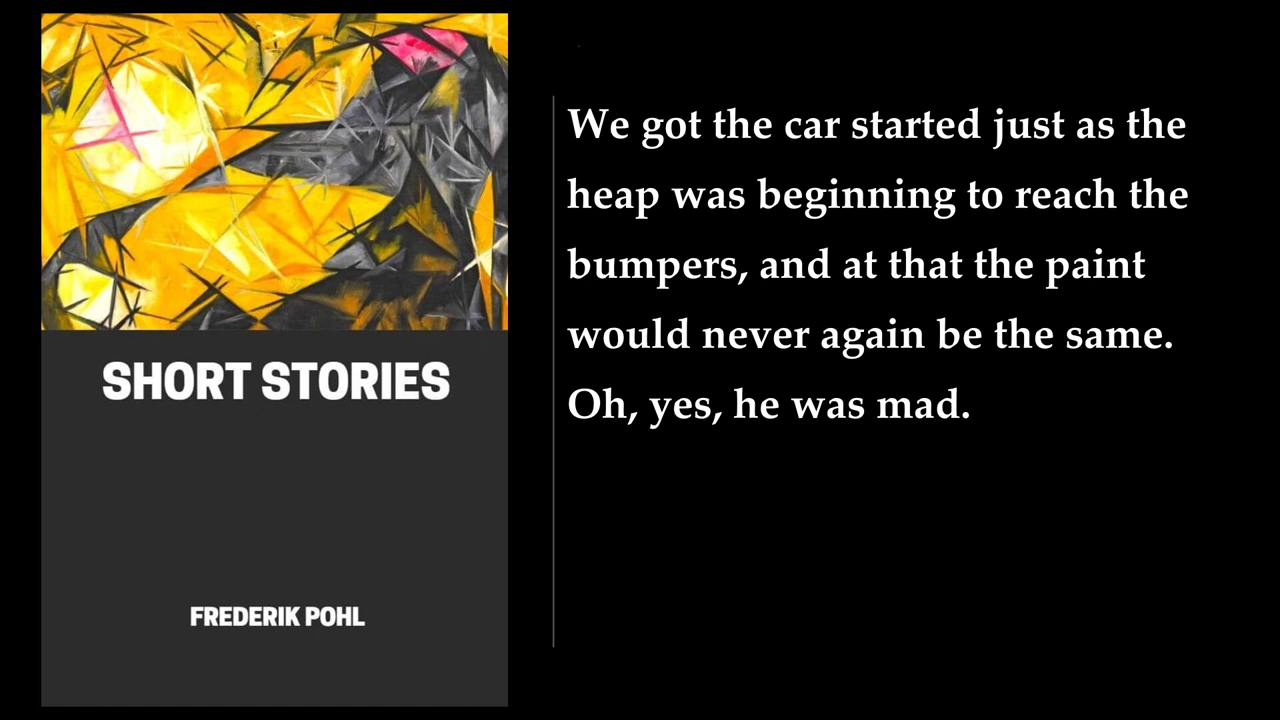 SHORT STORIES
FREDERIK POHL
We got the car started just as the
heap was beginning to reach the
bumpers, and at that the paint
would never again be the same.
Oh, yes, he was mad.